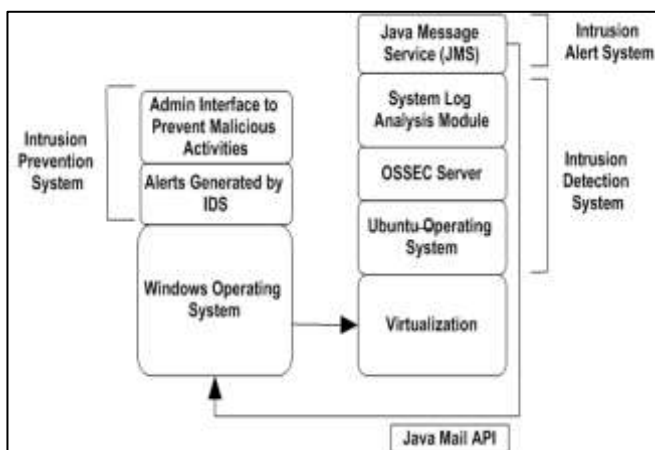 Java Message
Service (JMS)
Intrusion
Alert System
Admin Interface to
Prevent Malicious
Activities
System Log
Analysis Module
Intrusion
Prevention
System
Alerts Generated by
IDS
OSSEC Server
Intrusion
Detection
System
Ubuntu Operating
System
Windows Operating
System
Virtualization
Java Mail API